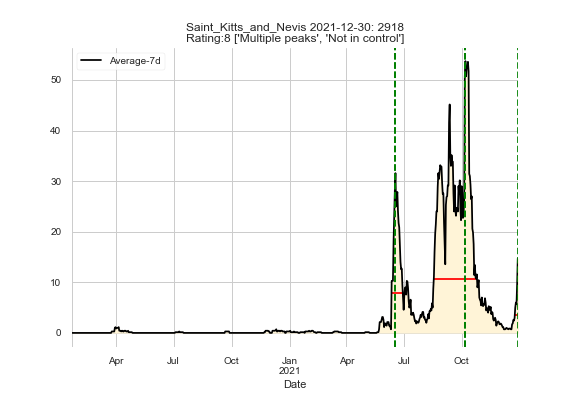 Saint_Kitts_and_Nevis 2021-12-30: 2918
Rating:8 ['Multiple peaks', 'Not in control']
Average-7d
50
40
30
20
10
0
Apr Jul Oct Jan Apr Jul Oct
2021
Date